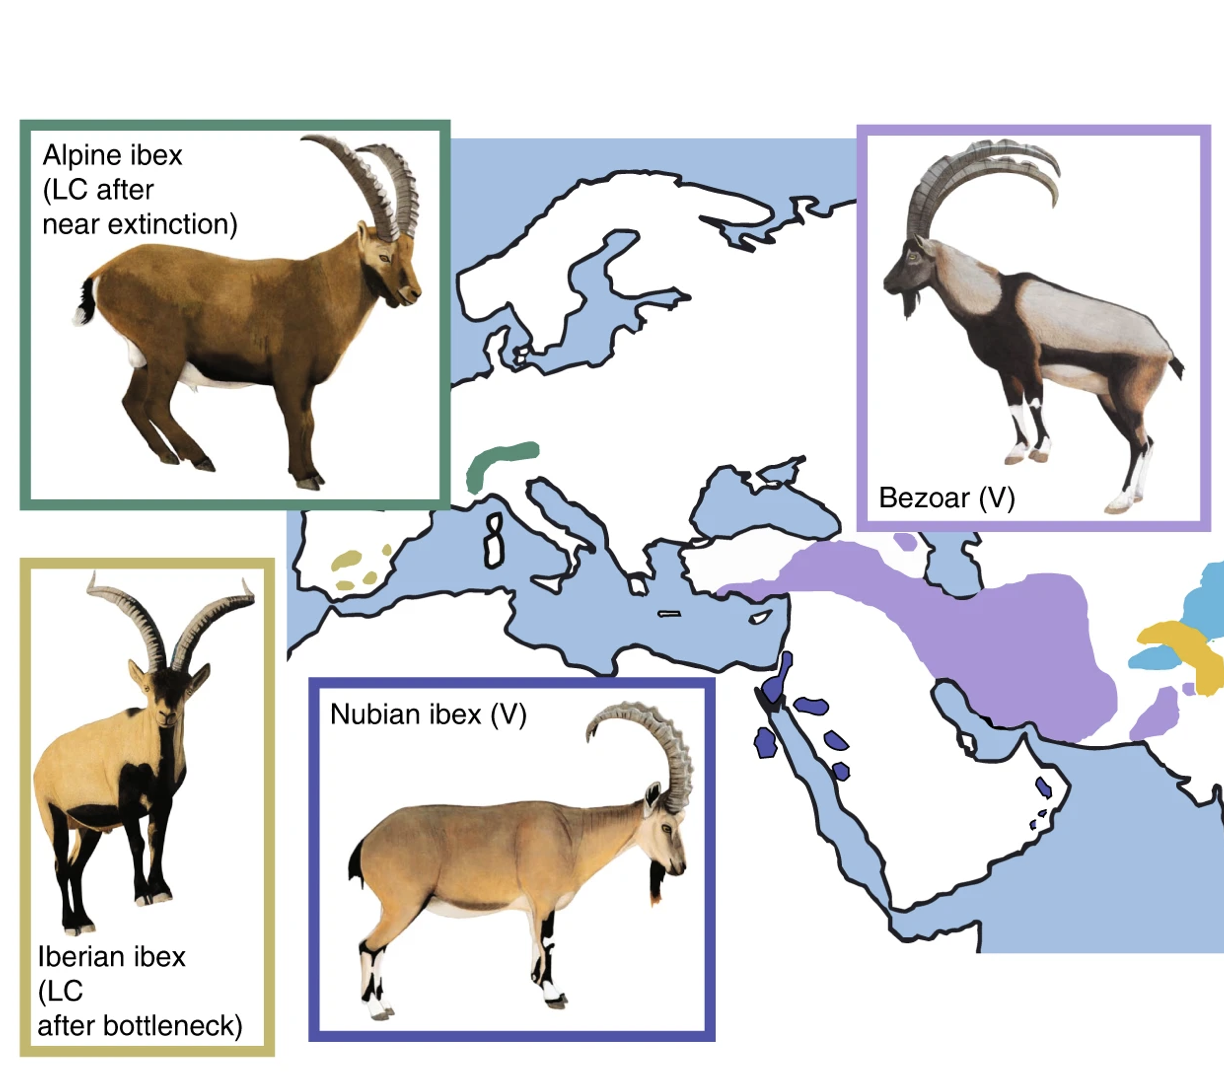 Alpine ibex
(LC after
near extinction)
Bezoar (V)
Iberian ibex
(LC
after bottleneck)
Nubian ibex (V)